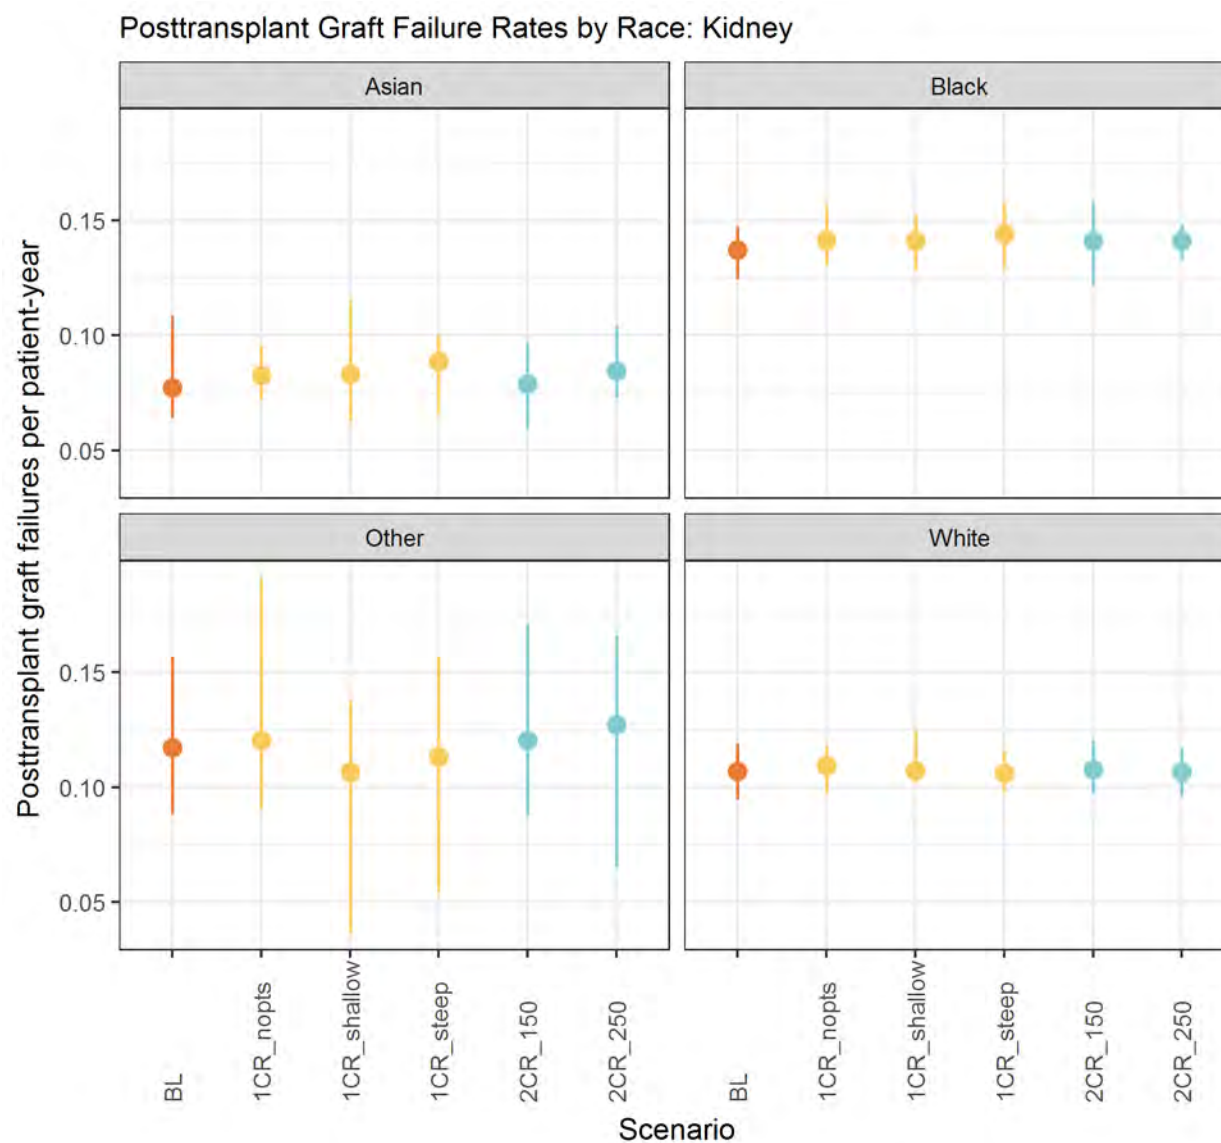 Posttransplant Graft Failure Rates by Race: Kidney
Asian
Black
0.15
0.10
0.05
Other
White
0.15
0.10
0.05
Posttransplant graft failures per patient-year
BL
1CR_nopts
1CR_shallow
1CR_steep
2CR_150
2CR_250
BL
1CR_nopts
1CR_shallow
1CR_steep
2CR_150
2CR_250
Scenario